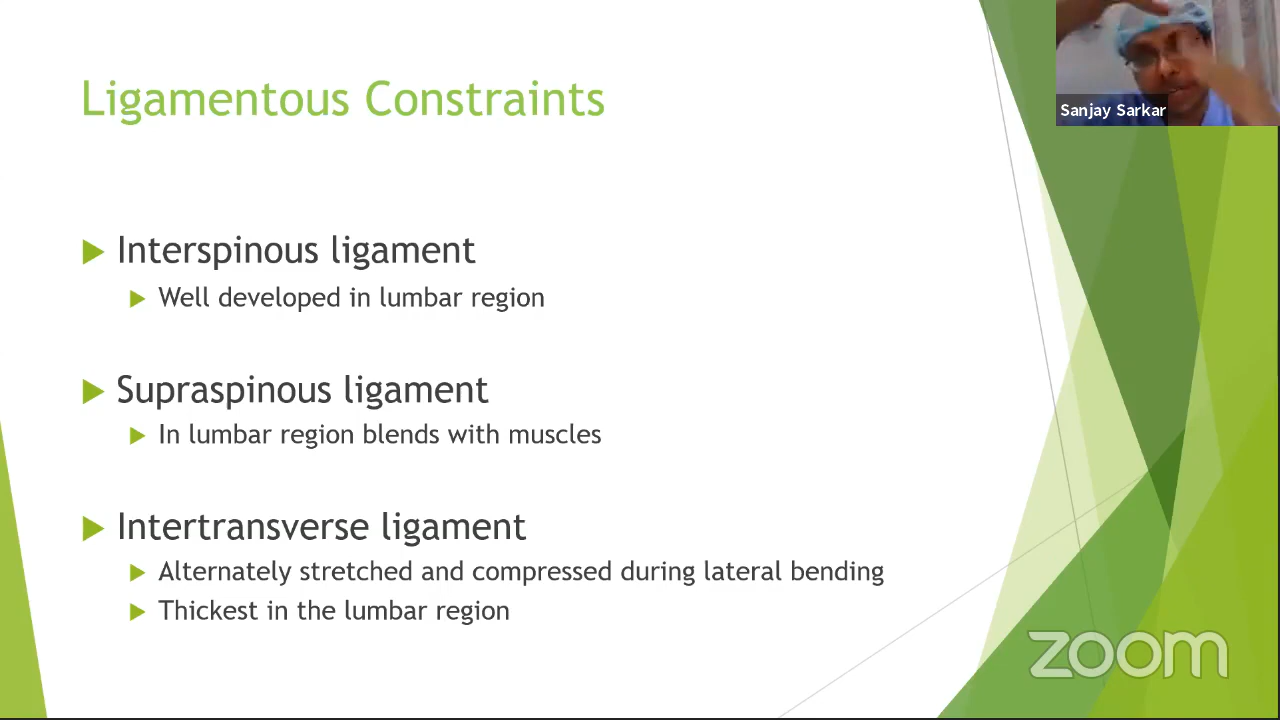 Ligamentous Constraints
Sanjay Sarkar
Interspinous ligament
Well developed in lumbar region
Supraspinous ligament
In lumbar region blends with muscles
Intertransverse ligament
Alternately stretched and compressed during lateral bending
Thickest in the lumbar region
zoom